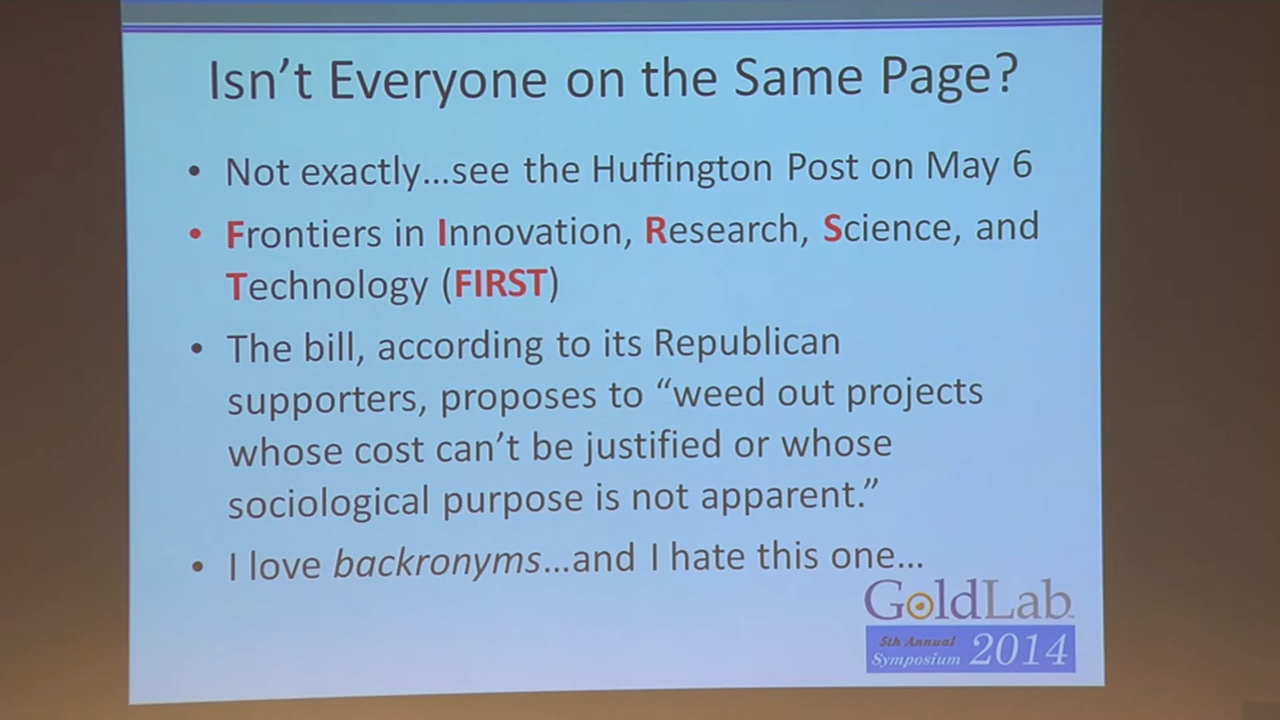 Isn't Everyone on the Same Page?
• Not exactly...see the Huffington Post on May 6
• Frontiers in Innovation, Research, Science, and
Technology (FIRST)
• The bill, according to its Republican
supporters, proposes to “weed out projects
whose cost can't be justified or whose
sociological purpose is not apparent.”
• I love backronyms...and I hate this one...
GoldLab
5th Annual
Symposium 2014